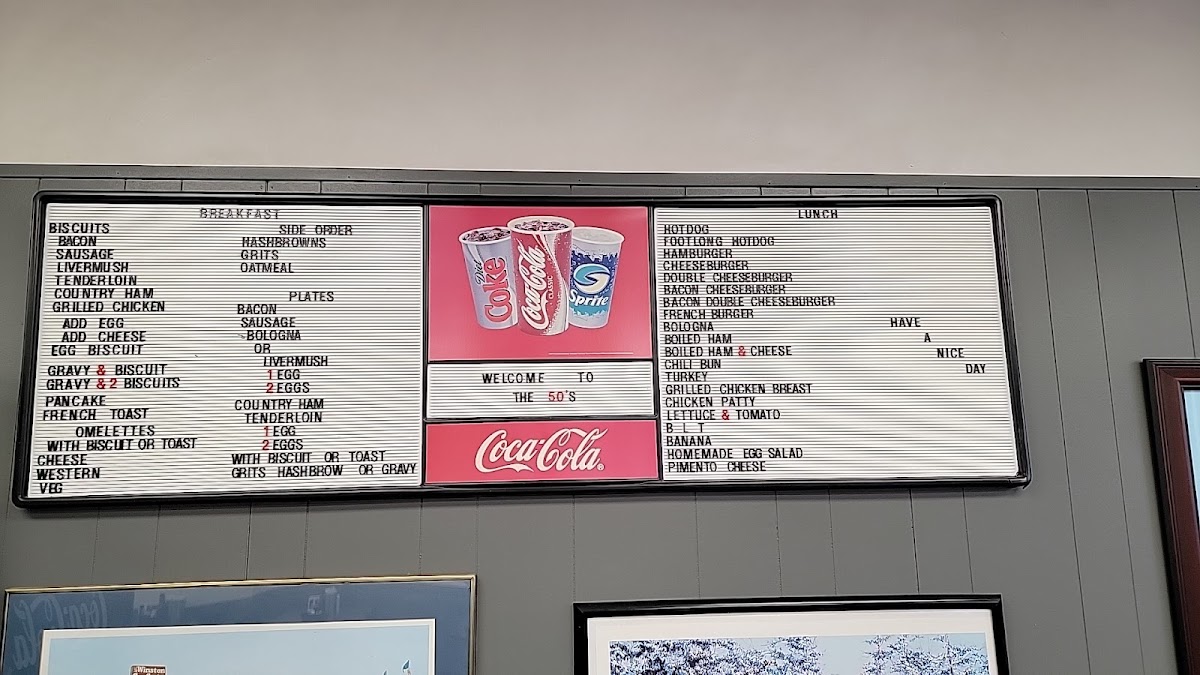 BREAKFAST
BISCUITS
BACON
SAUSAGE
LIVERMUSH
TENDERLOIN
COUNTRY HAM
GRILLED CHICKEN
ADD EGG
ADD CHEESE
EGG BISCUIT
GRAVY & BISCUIT
GRAVY & 2 BISCUITS
PANCAKE
FRENCH TOAST
OMELETTES
WITH BISCUIT OR TOAST
CHEESE
WESTERN
VEG
SIDE ORDER
HASHBROWNS
GRITS
OATMEAL
PLATES
BACON
SAUSAGE
BOLOGNA
OR
LIVERMUSH
1 EGG
2 EGGS
COUNTRY HAM
TENDERLOIN
1 EGG
2 EGGS
WITH BISCUIT OR TOAST
GRITS HASHBROW OR GRAVY
Diet Coke
Coca-Cola
CLASSIC
Sprite
WELCOME TO
THE 50'S
Coca-Cola
LUNCH
HOTDOG
FOOTLONG HOTDOG
HAMBURGER
CHEESEBURGER
DOUBLE CHEESEBURGER
BACON CHEESEBURGER
BACON DOUBLE CHEESEBURGER
FRENCH BURGER
BOLOGNA
BOILED HAM
BOILED HAM & CHEESE
CHILI BUN
TURKEY
GRILLED CHICKEN BREAST
CHICKEN PATTY
LETTUCE & TOMATO
B L T
BANANA
HOMEMADE EGG SALAD
PIMENTO CHEESE
HAVE
A
NICE
DAY
Coca-Cola
Winston